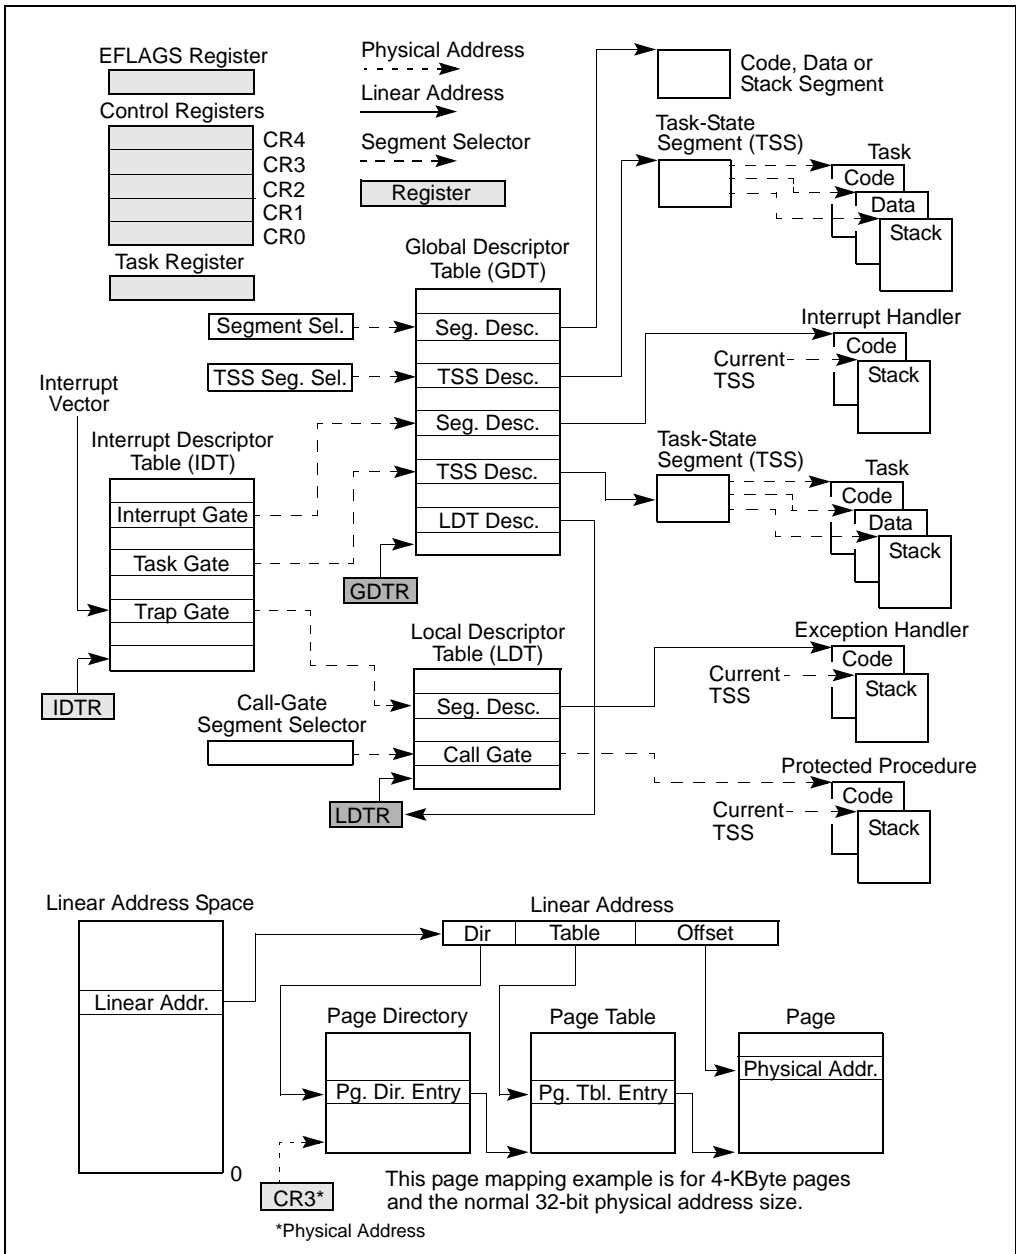 EFLAGS Register
Control Registers
CR4
CR3
CR2
CR1
CR0
Task Register
Physical Address
Linear Address
Segment Selector
Register
Code, Data or
Stack Segment
Task-State
Segment (TSS)
Task
Code
Data
Stack
Global Descriptor
Table (GDT)
Segment Sel.
Seg. Desc.
TSS Seg. Sel.
TSS Desc.
Seg. Desc.
TSS Desc.
LDT Desc.
GDTR
Interrupt Handler
Code
Current
TSS
Stack
Interrupt
Vector
Interrupt Descriptor
Table (IDT)
Interrupt Gate
Task Gate
Trap Gate
IDTR
Task-State
Segment (TSS)
Task
Code
Data
Stack
Local Descriptor
Table (LDT)
Seg. Desc.
Call Gate
Call-Gate
Segment Selector
LDTR
Exception Handler
Code
Current
TSS
Stack
Protected Procedure
Code
Current
TSS
Stack
Linear Address Space
Linear Addr.
0
Linear Address
Dir
Table
Offset
Page Directory
Pg. Dir. Entry
Page Table
Pg. Tbl. Entry
Page
Physical Addr.
CR3*
*Physical Address
This page mapping example is for 4-KByte pages
and the normal 32-bit physical address size.